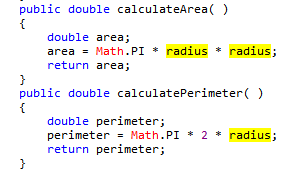 public double calculateArea( )
{
double area;
area = Math.PI * radius * radius;
return area;
}
public double calculatePerimeter( )
{
double perimeter;
perimeter = Math.PI * 2 * radius;
return perimeter;
}